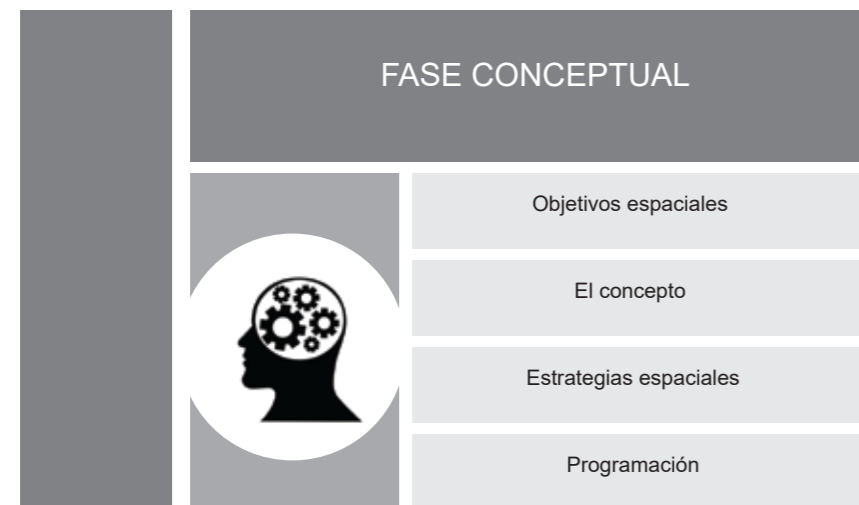 FASE CONCEPTUAL
Objetivos espaciales
El concepto
Estrategias espaciales
Programación